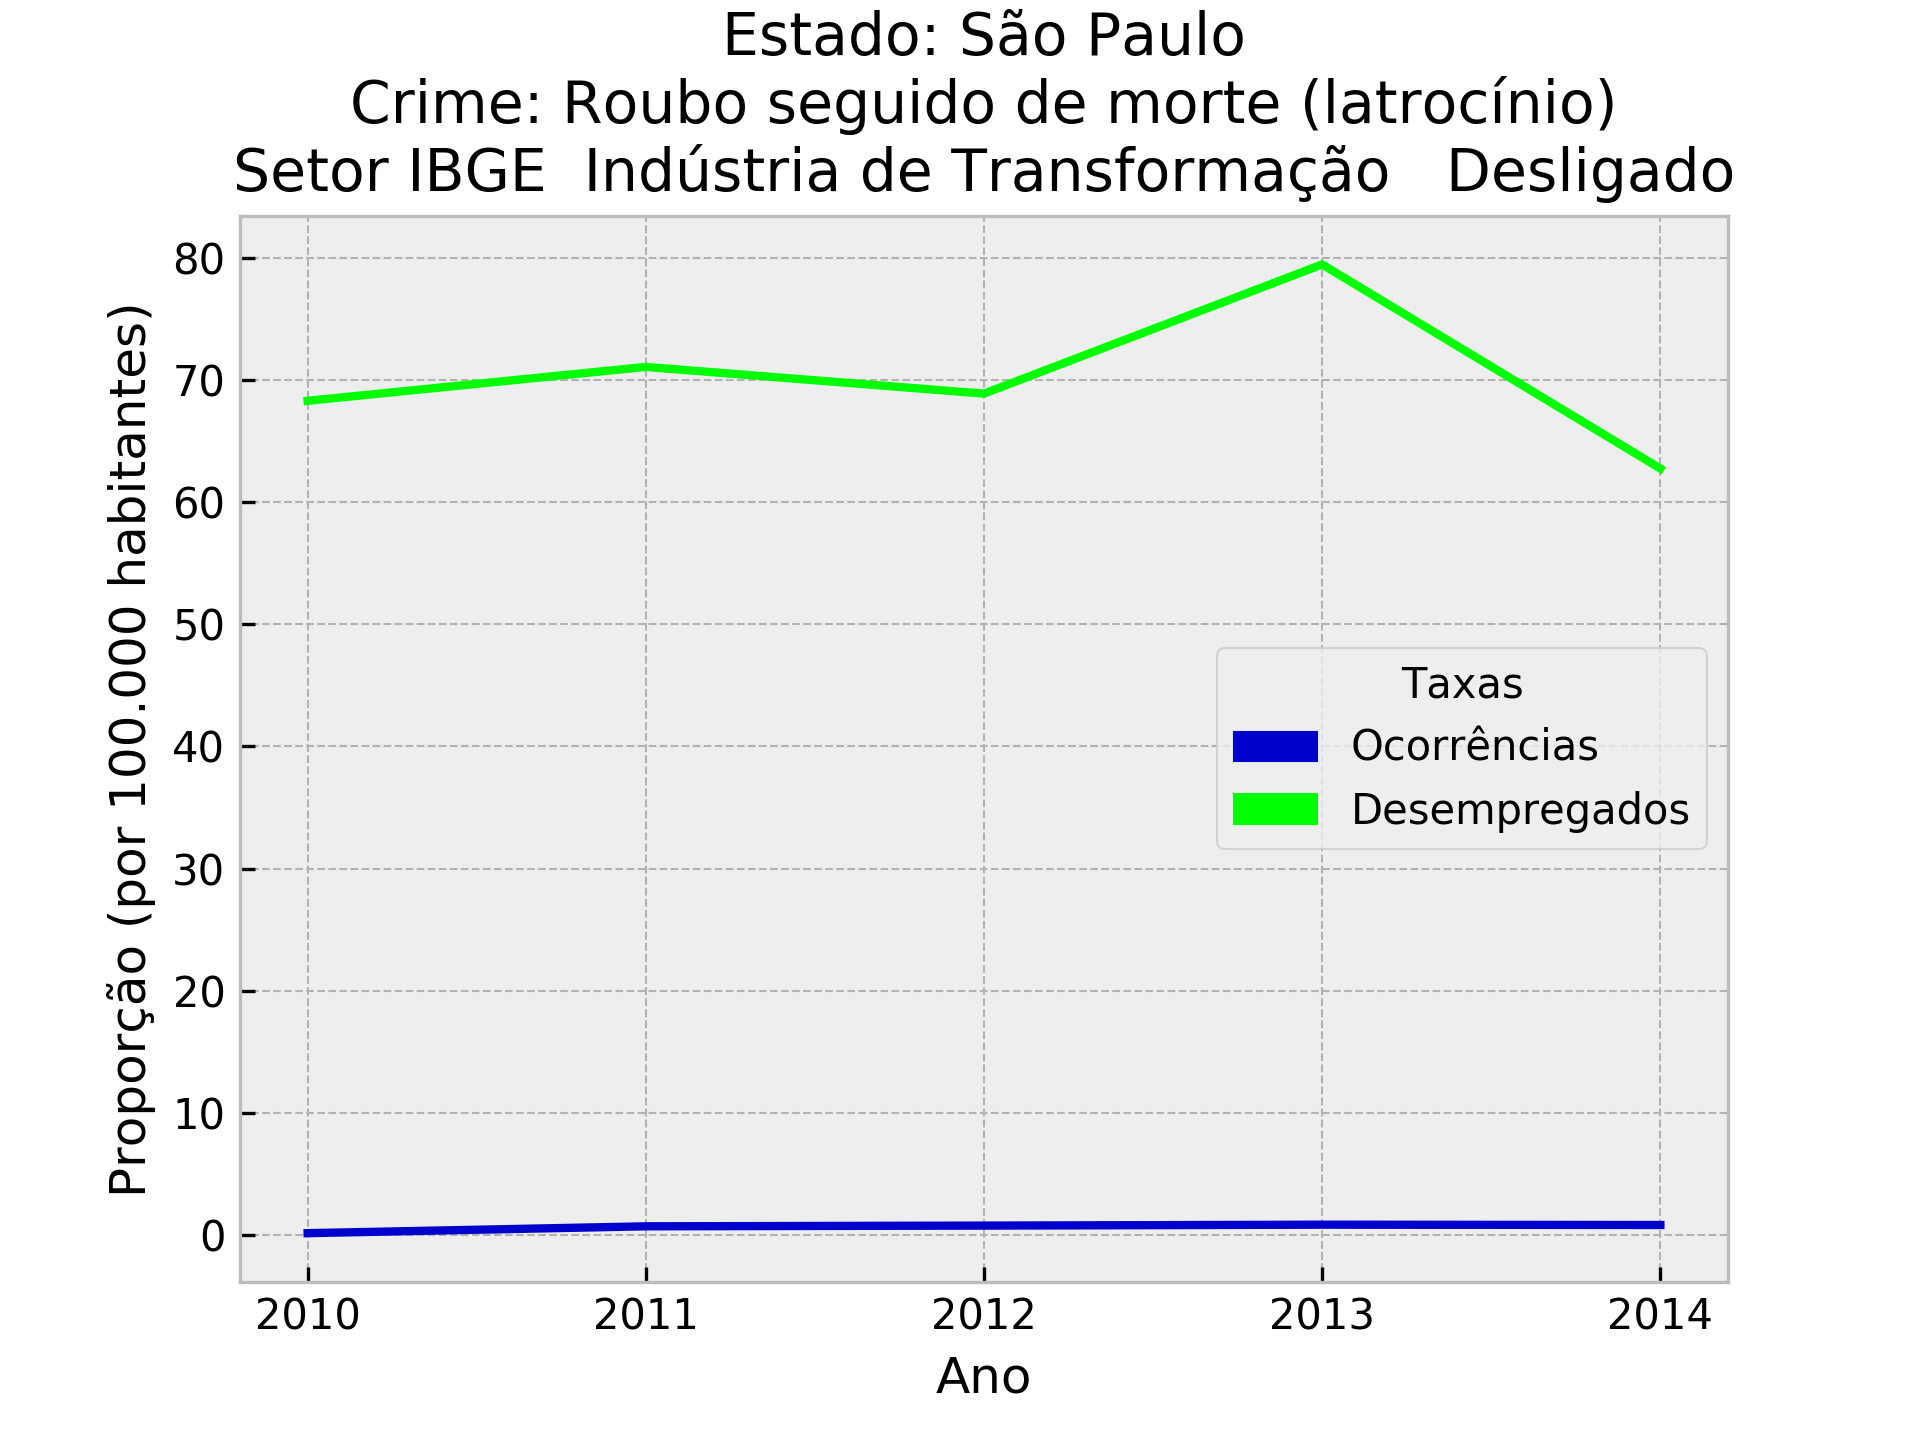 Estado: São Paulo
Crime: Roubo seguido de morte (latrocínio)
Setor IBGE  Indústria de Transformação   Desligado
Proporção (por 100.000 habitantes)
80
70
60
50
40
30
20
10
0
Taxas
Ocorrências
Desempregados
2010 2011 2012 2013 2014
Ano